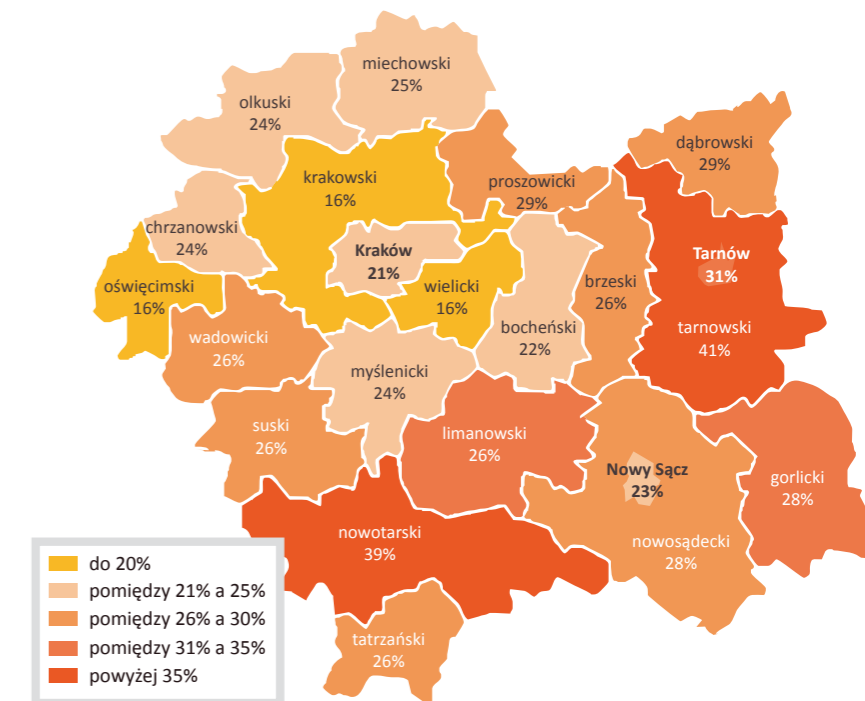 miechowski
25%
olkuski
24%
dąbrowski
29%
krakowski
16%
proszowicki
29%
chrzanowski
24%
Kraków
21%
Tarnów
31%
oświęcimski
16%
wielicki
16%
brzeski
26%
bocheński
22%
tarnowski
41%
wadowicki
26%
myślenicki
24%
suski
26%
limanowski
26%
Nowy Sącz
23%
gorlicki
28%
nowotarski
39%
nowosądecki
28%
tatrzański
26%
do 20%
pomiędzy 21% a 25%
pomiędzy 26% a 30%
pomiędzy 31% a 35%
powyżej 35%